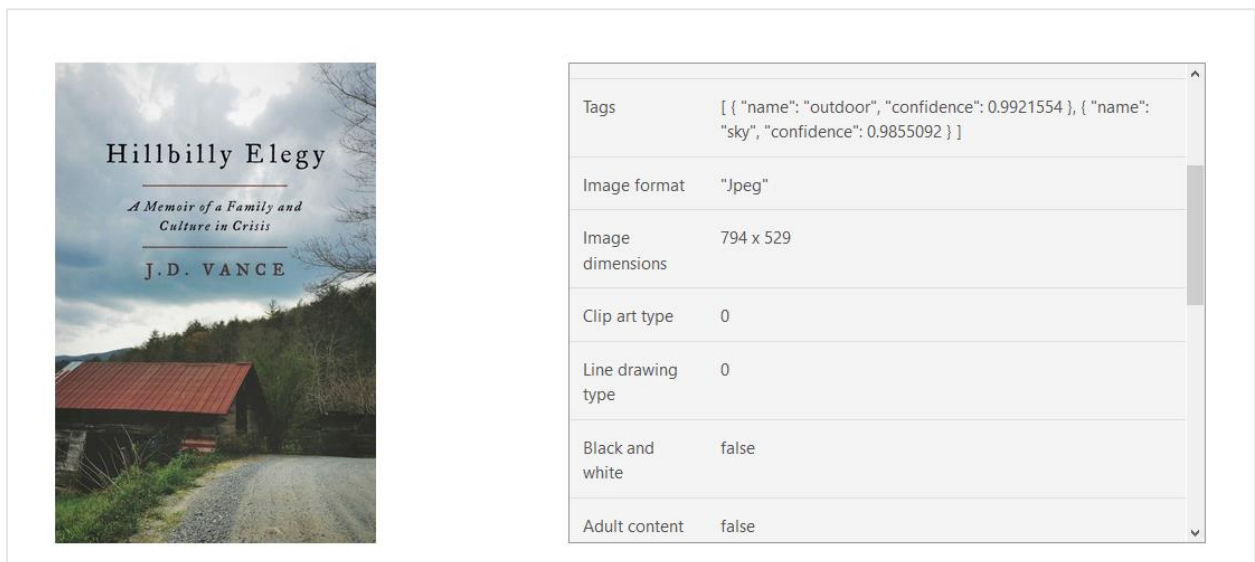 Hillbilly Elegy
A Memoir of a Family and
Culture in Crisis
J.D. VANCE
Tags [ { "name": "outdoor", "confidence": 0.9921554 }, { "name":
"sky", "confidence": 0.9855092 } ]
Image format "Jpeg"
Image 794 x 529
dimensions
Clip art type 0
Line drawing 0
type
Black and false
white
Adult content false